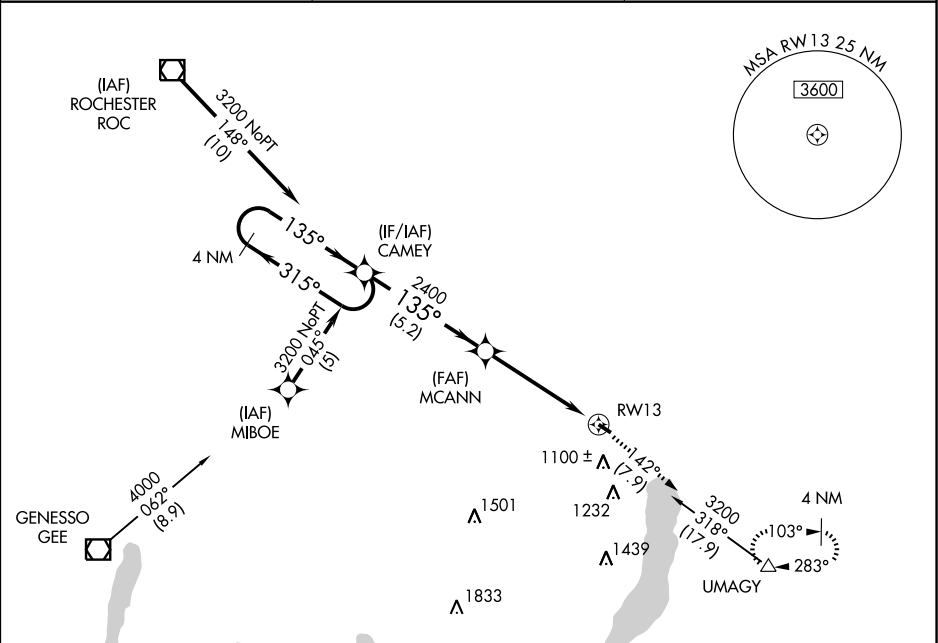 MSA RW13 25 NM
3600
(IAF)
ROCHESTER
ROC
3200 NoPT
148°
(10)
135°
(IF/IAF)
CAMEY
4 NM
315°
2400
135°
(5.2)
3200 NoPT
045°
(5)
(FAF)
MCANN
(IAF)
MIBOE
RW13
1100 ±
142°
(7.9)
4000
062°
(8.9)
GENESSO
GEE
1501
1232
3200
318°
(17.9)
4 NM
103°
283°
1439
UMAGY
1833